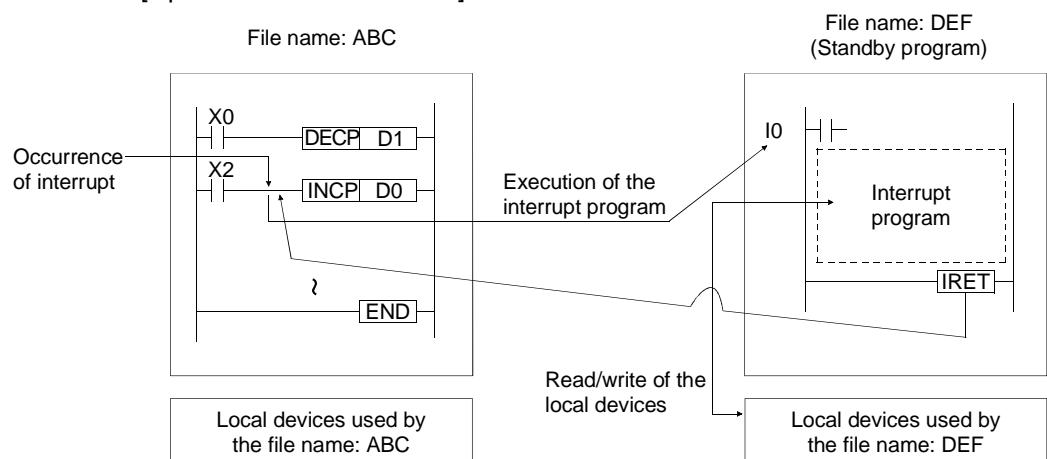 File name: ABC
File name: DEF
(Standby program)
X0
DECP D1
Occurrence
of interrupt
X2
INCP D0
END
Execution of the
interrupt program
I0
Interrupt
program
IRET
Read/write of the
local devices
Local devices used by
the file name: ABC
Local devices used by
the file name: DEF